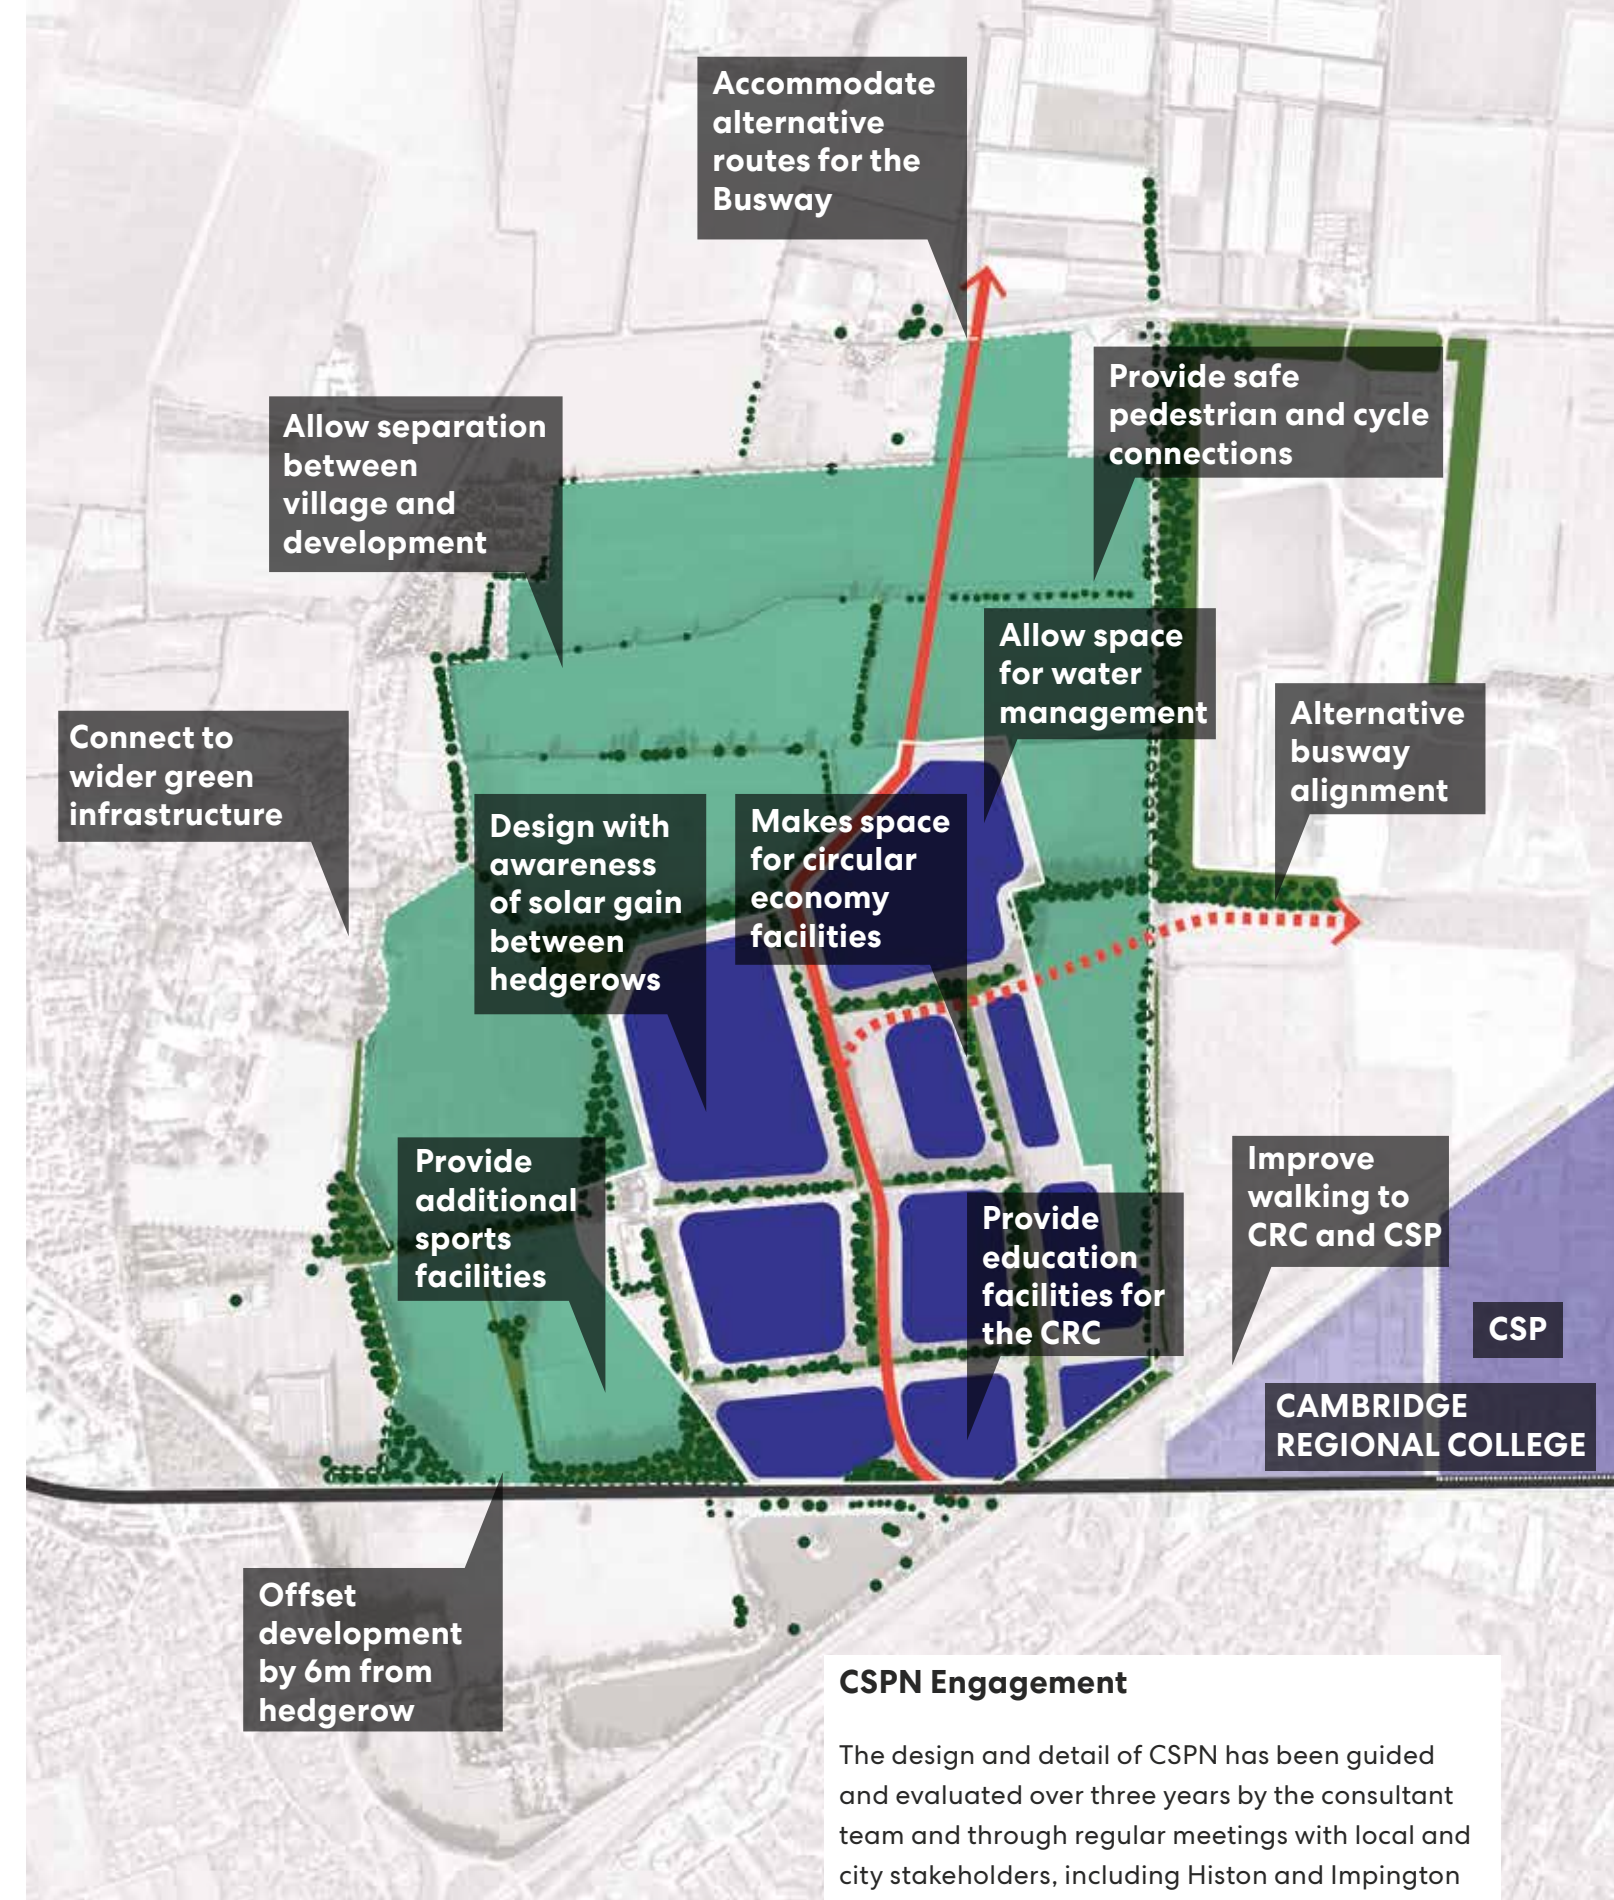 Accommodate
alternative
routes for the
Busway
Provide safe
pedestrian and cycle
connections
Allow separation
between
village and
development
Allow space
for water
management
Alternative
busway
alignment
Connect to
wider green
infrastructure
Design with
awareness
of solar gain
between
hedgerows
Makes space
for circular
economy
facilities
Provide
additional
sports
facilities
Provide
education
facilities for
the CRC
Improve
walking to
CRC and CSP
CSP
CAMBRIDGE
REGIONAL COLLEGE
Offset
development
by 6m from
hedgerow
CSPN Engagement
The design and detail of CSPN has been guided
and evaluated over three years by the consultant
team and through regular meetings with local and
city stakeholders, including Histon and Impington